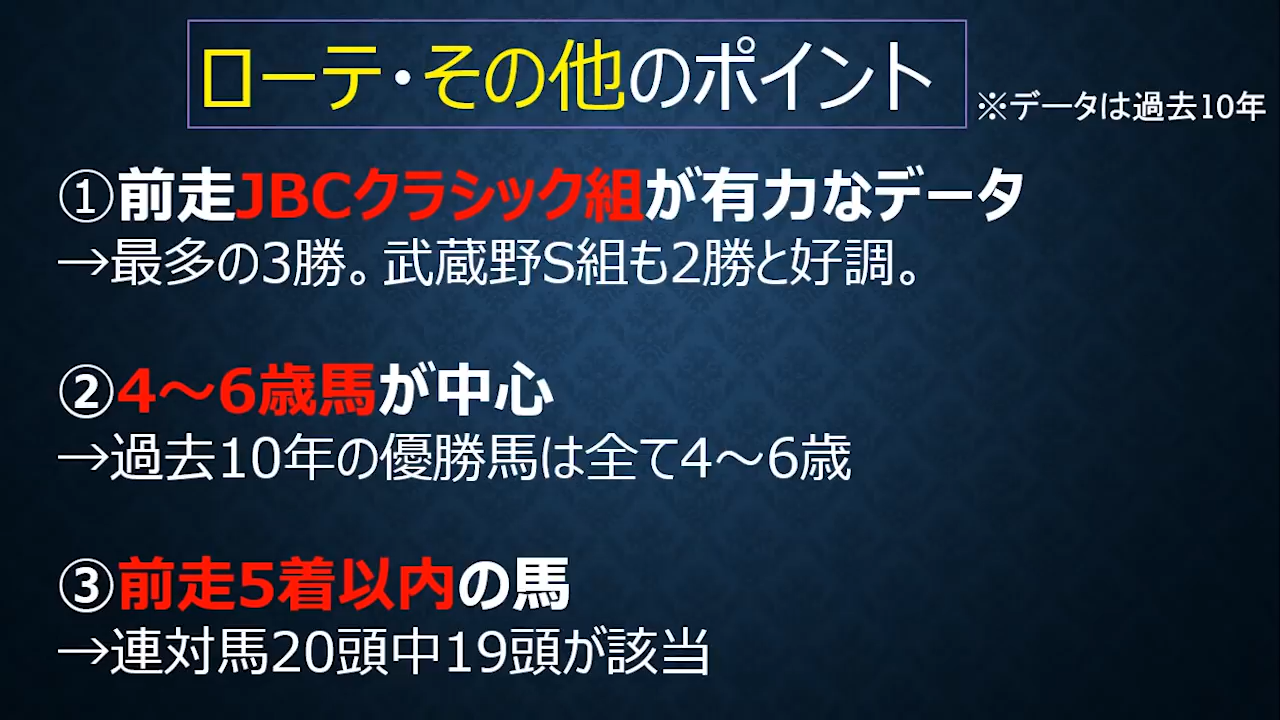 ローテ・その他のポイント
※データは過去10年
①前走JBCクラシック組が有力なデータ
→最多の3勝。武蔵野S組も2勝と好調。
②4～6歳馬が中心
→過去10年の優勝馬は全て4～6歳
③前走5着以内の馬
→連対馬20頭中19頭が該当